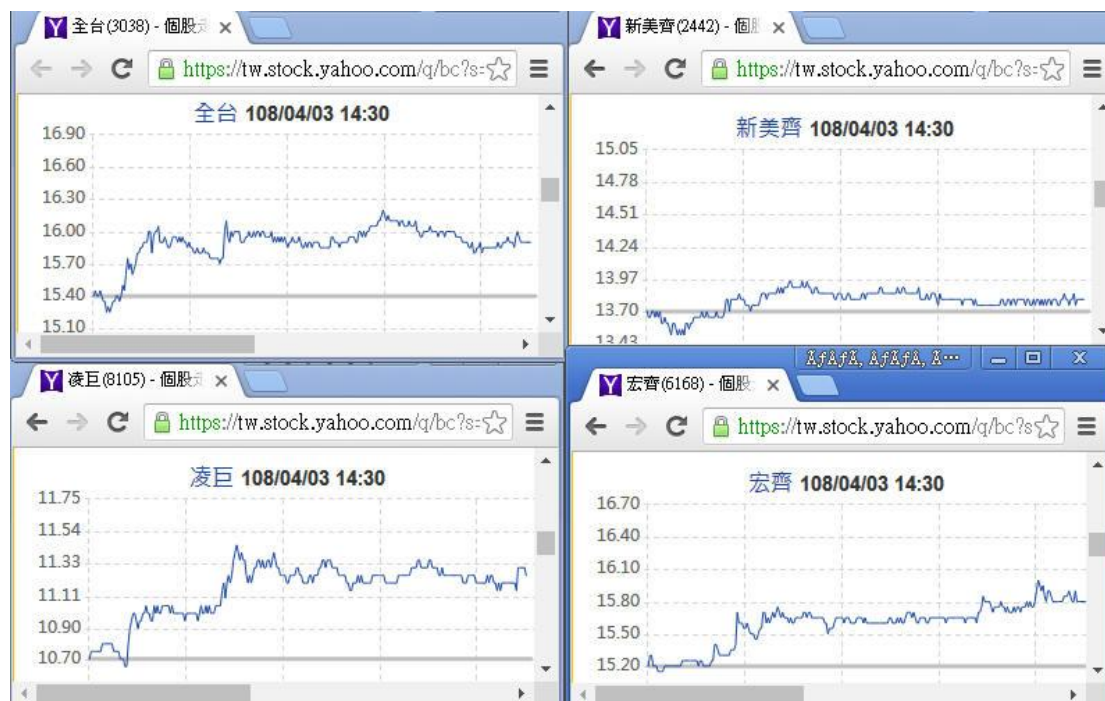 全台(3038) - 個股
https://tw.stock.yahoo.com/q/bc?s=
全台 108/04/03 14:30
16.90
16.60
16.30
16.00
15.70
15.40
15.10
新美齊(2442) - 個
https://tw.stock.yahoo.com/q/bc?s=
新美齊 108/04/03 14:30
15.05
14.78
14.51
14.24
13.97
13.70
13.43
凌巨(8105) - 個股
https://tw.stock.yahoo.com/q/bc?s=
凌巨 108/04/03 14:30
11.75
11.54
11.33
11.11
10.90
10.70
宏齊(6168) - 個股
https://tw.stock.yahoo.com/q/bc?s
宏齊 108/04/03 14:30
16.70
16.40
16.10
15.80
15.50
15.20